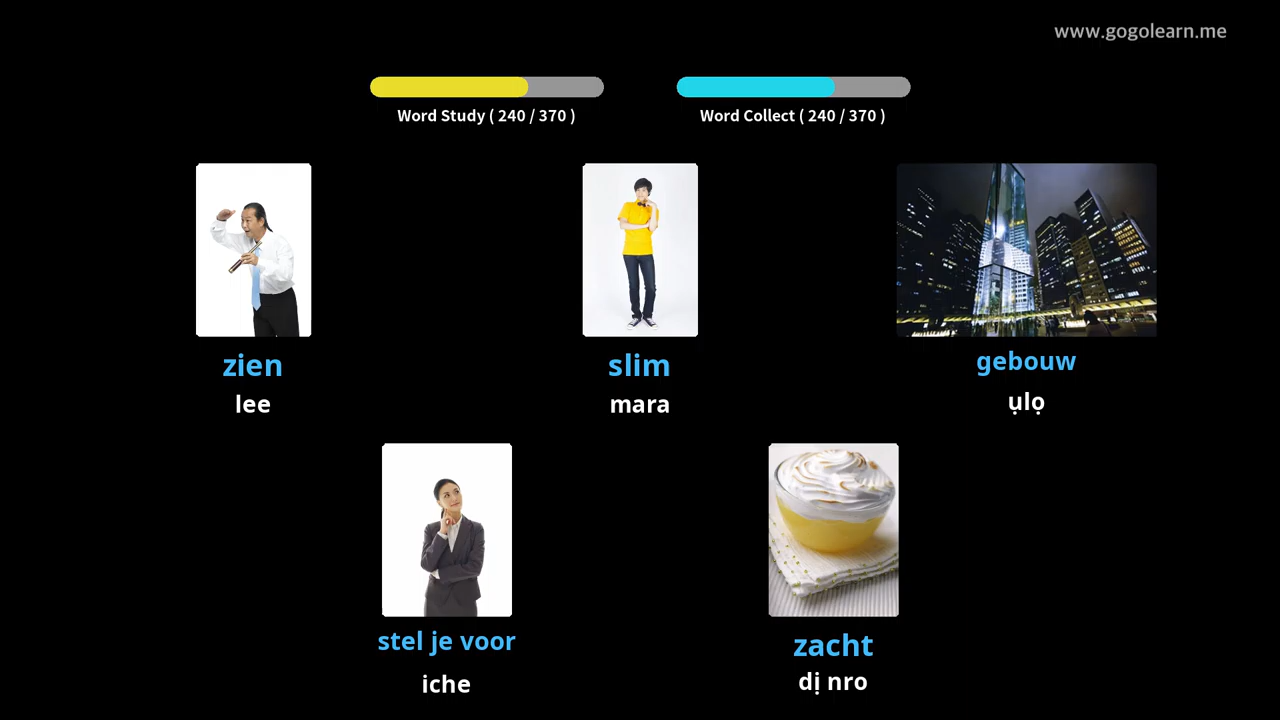 www.gogolearn.me
Word Study ( 240 / 370 )
Word Collect ( 240 / 370 )
zien
lee
slim
mara
gebouw
ụlọ
stel je voor
iche
zacht
dị nro